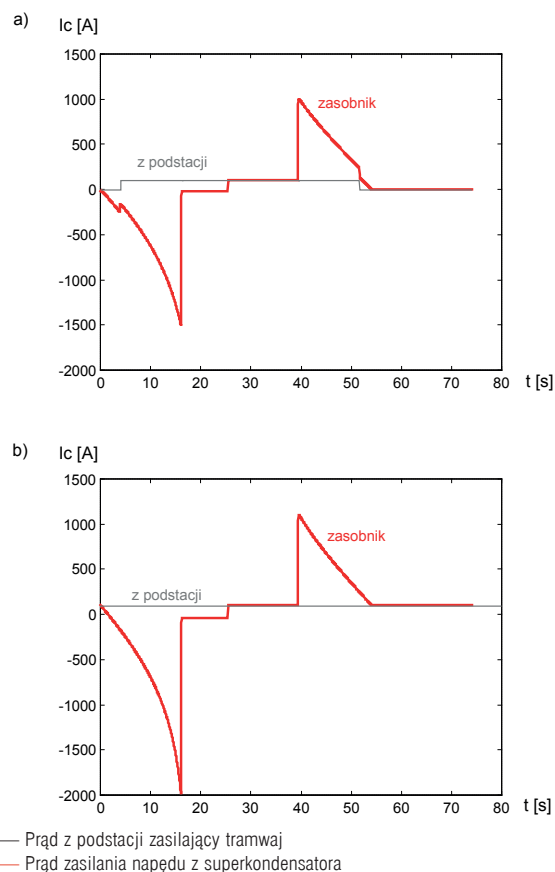 a)
Ic [A]
1500
1000
500
0
-500
-1000
-1500
-2000
zasobnik
z podstacji
0 10 20 30 40 50 60 70 80
t [s]
b)
Ic [A]
1500
1000
500
0
-500
-1000
-1500
-2000
zasobnik
z podstacji
0 10 20 30 40 50 60 70 80
t [s]
Prąd z podstacji zasilający tramwaj
Prąd zasilania napędu z superkondensatora